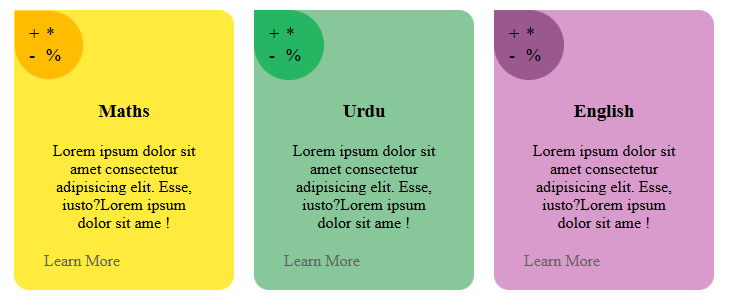 + *
- %
Maths
Lorem ipsum dolor sit
amet consectetur
adipisicing elit. Esse,
iusto?Lorem ipsum
dolor sit ame !
Learn More
+ *
- %
Urdu
Lorem ipsum dolor sit
amet consectetur
adipisicing elit. Esse,
iusto?Lorem ipsum
dolor sit ame !
Learn More
+ *
- %
English
Lorem ipsum dolor sit
amet consectetur
adipisicing elit. Esse,
iusto?Lorem ipsum
dolor sit ame !
Learn More